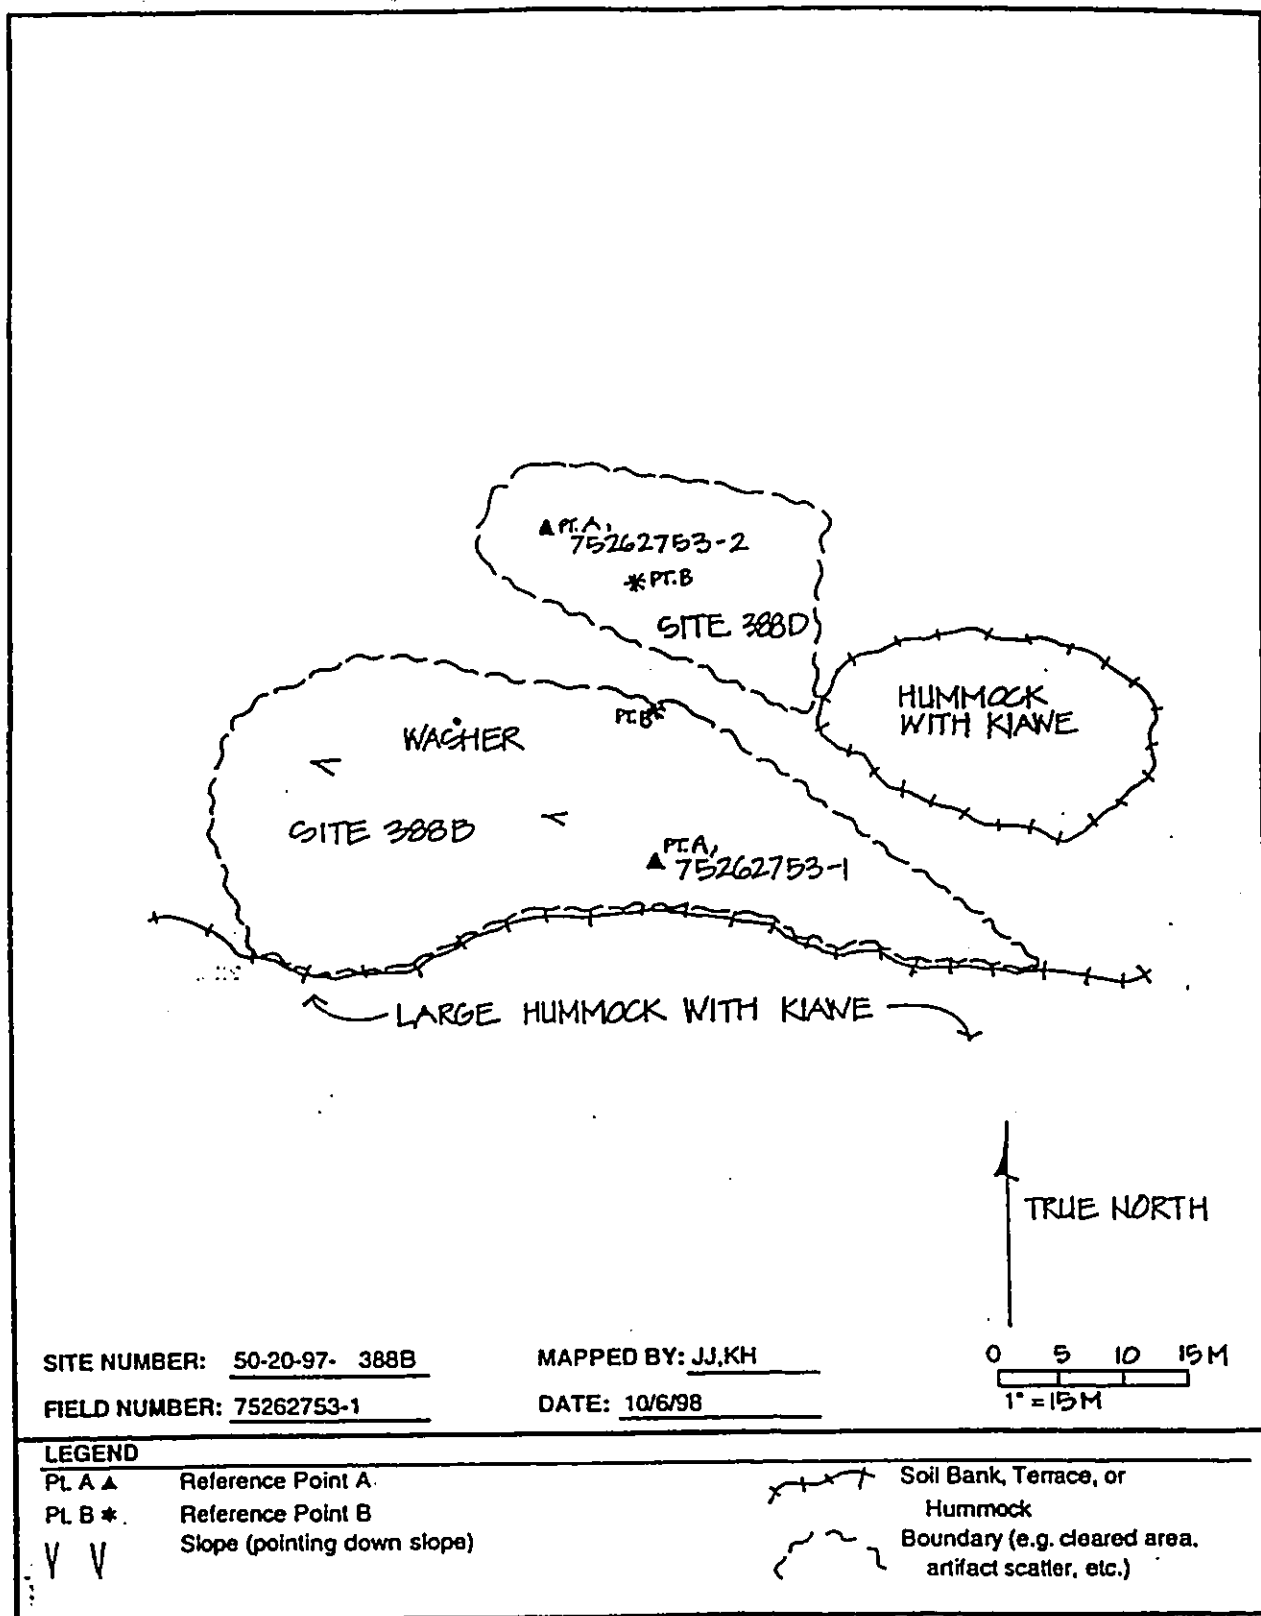 PT. A,
75262753-2
PT. B
SITE 388D
HUMMOCK
WITH KIAWE
PT. B
WASHER
SITE 388B
PT. A,
75262753-1
LARGE HUMMOCK WITH KIAWE
TRUE NORTH
SITE NUMBER: 50-20-97- 388B
MAPPED BY: JJ,KH
0 5 10 15 M
1" = 15 M
FIELD NUMBER: 75262753-1
DATE: 10/6/98
LEGEND
Pt. A ▲ Reference Point A
Pt. B * Reference Point B
Slope (pointing down slope)
Soil Bank, Terrace, or
Hummock
Boundary (e.g. cleared area,
artifact scatter, etc.)